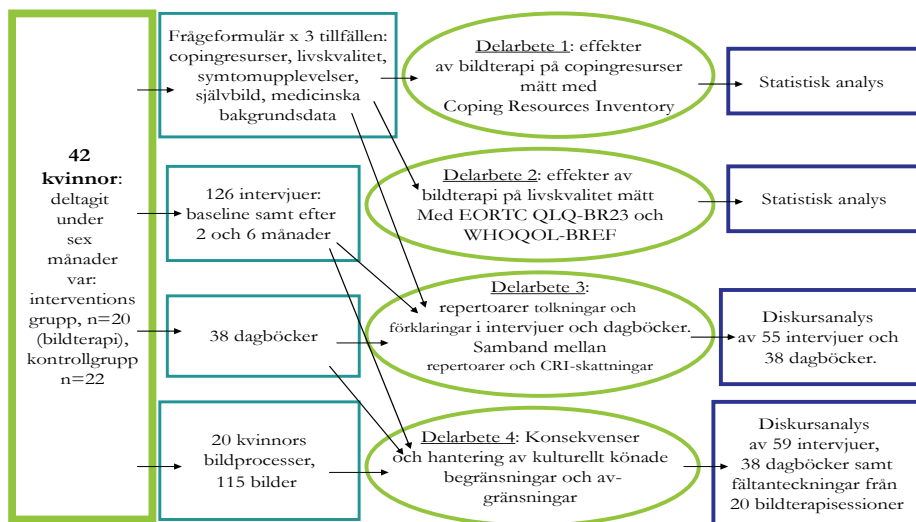 42
kvinnor:
deltagit
under
sex
månader
var:
interventions
grupp, n=20
(bildterapi),
kontrollgrupp
n=22
Frågeformulär x 3 tillfällen:
copingresurser, livskvalitet,
symtomupplevelser,
självbild, medicinska
bakgrundsdata
126 intervjuer:
baseline samt efter
2 och 6 månader
38 dagböcker
20 kvinnors
bildprocesser,
115 bilder
Delarbete 1: effekter
av bildterapi på copingresurser
mätt med
Coping Resources Inventory
Delarbete 2: effekter av
bildterapi på livskvalitet mätt
Med EORTC QLQ-BR23 och
WHOQOL-BREF
Delarbete 3:
repertoarer tolkningar och
förklaringar i intervjuer och dagböcker.
Samband mellan
repertoarer och CRI-skattningar
Delarbete 4: Konsekvenser
och hantering av kulturellt könade
begränsningar och av-
gränsningar
Statistisk analys
Statistisk analys
Diskursanalys
av 55 intervjuer och
38 dagböcker.
Diskursanalys
av 59 intervjuer,
38 dagböcker samt
fältanteckningar från
20 bildterapisessioner